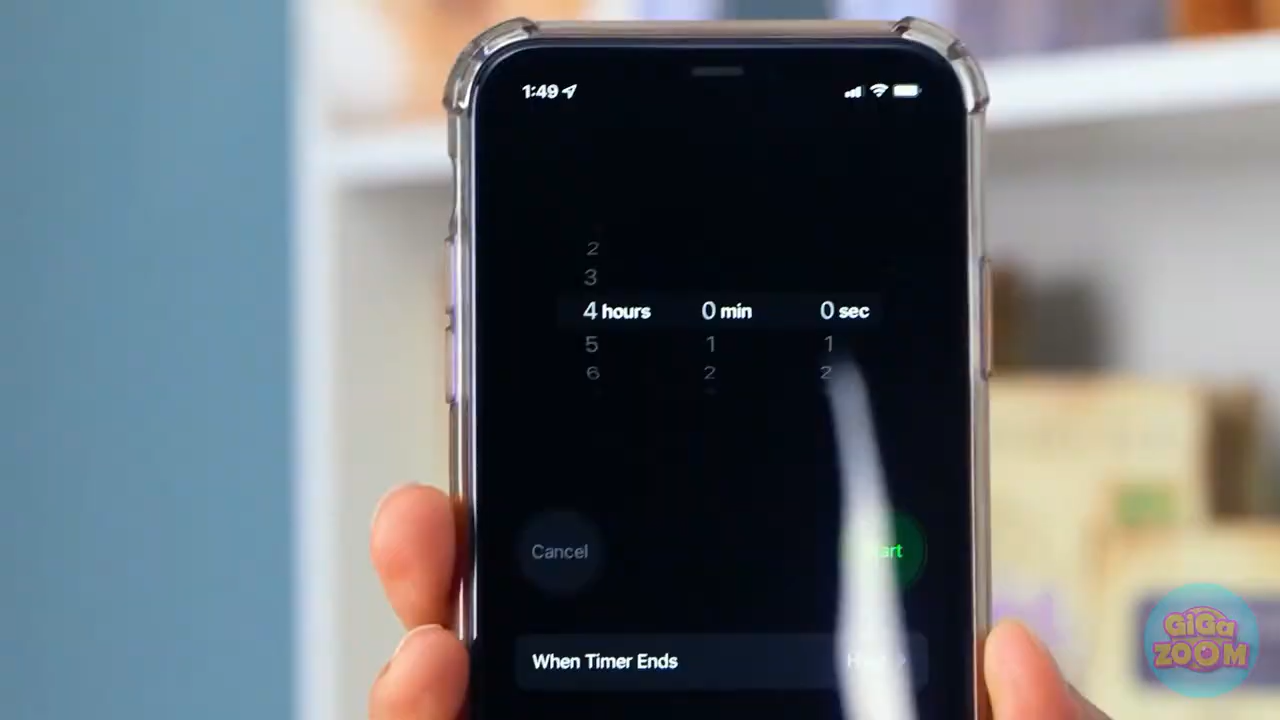 1:49
2
3
4 hours 0 min 0 sec
5 1 1
6 2 2
Cancel
When Timer Ends
GiGa
ZOOM